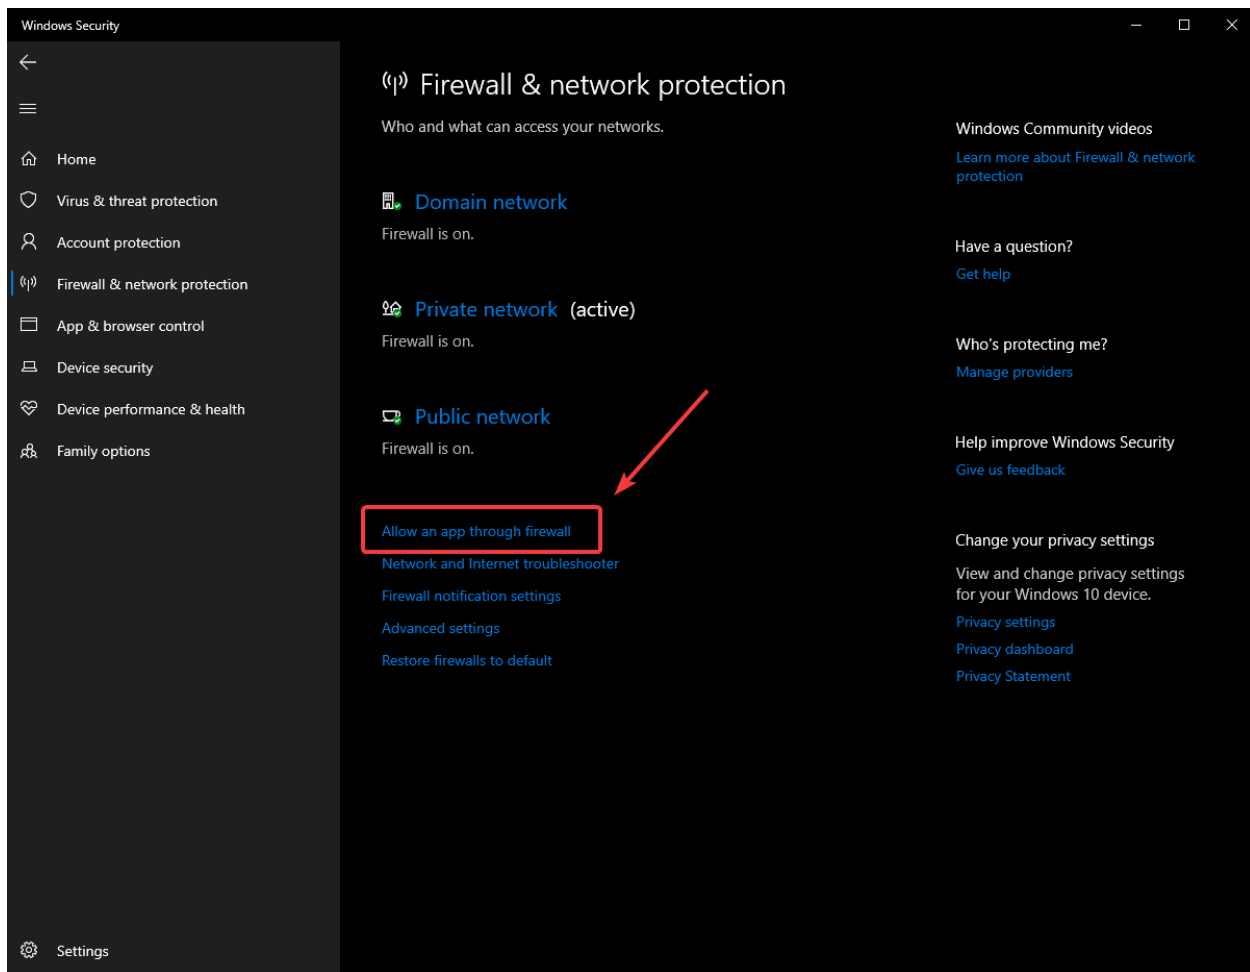 Windows Security
Home
Virus & threat protection
Account protection
Firewall & network protection
App & browser control
Device security
Device performance & health
Family options
Settings
Firewall & network protection
Who and what can access your networks.
Domain network
Firewall is on.
Private network (active)
Firewall is on.
Public network
Firewall is on.
Allow an app through firewall
Network and Internet troubleshooter
Firewall notification settings
Advanced settings
Restore firewalls to default
Windows Community videos
Learn more about Firewall & network
protection
Have a question?
Get help
Who's protecting me?
Manage providers
Help improve Windows Security
Give us feedback
Change your privacy settings
View and change privacy settings
for your Windows 10 device.
Privacy settings
Privacy dashboard
Privacy Statement